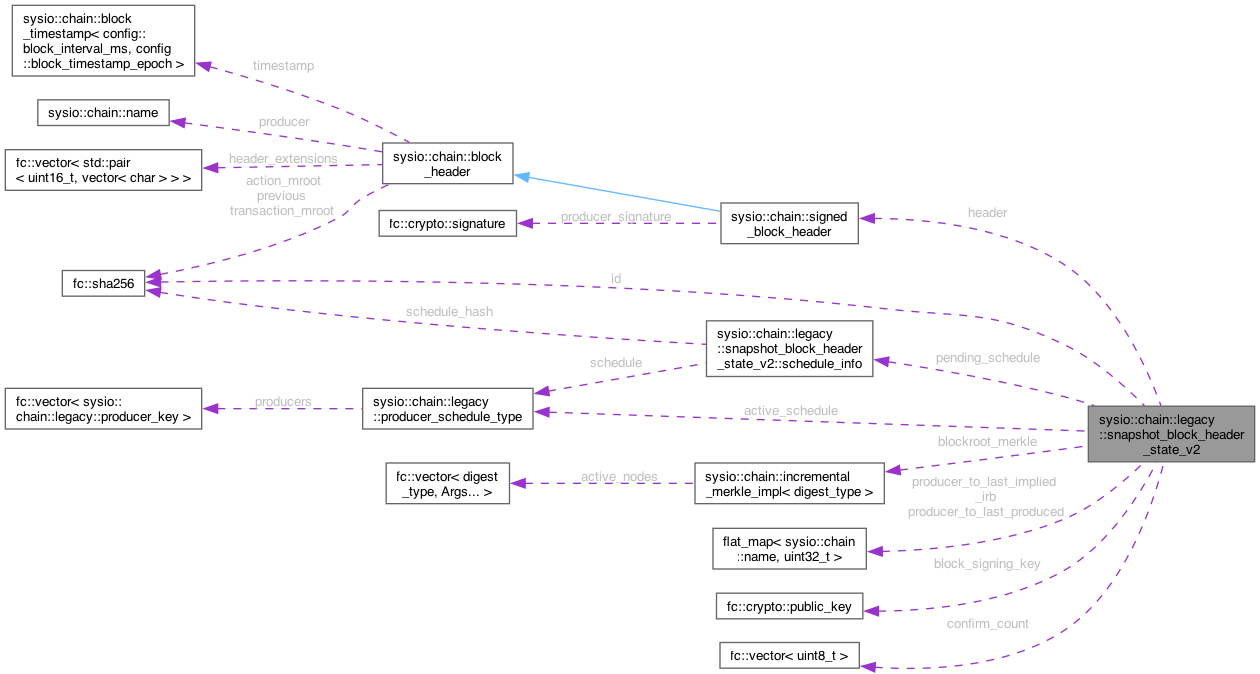 sysio::chain::block
_timestamp< config::
block_interval_ms, config
::block_timestamp_epoch >
timestamp
sysio::chain::name
producer
fc::vector< std::pair
< uint16_t, vector< char > > >
header_extensions
sysio::chain::block
_header
action_mroot
previous
transaction_mroot
fc::crypto::signature
producer_signature
sysio::chain::signed
_block_header
header
fc::sha256
id
schedule_hash
sysio::chain::legacy
::snapshot_block_header
_state_v2::schedule_info
pending_schedule
schedule
fc::vector< sysio::
chain::legacy::producer_key >
producers
sysio::chain::legacy
::producer_schedule_type
active_schedule
sysio::chain::legacy
::snapshot_block_header
_state_v2
blockroot_merkle
fc::vector< digest
_type, Args... >
active_nodes
sysio::chain::incremental
_merkle_impl< digest_type >
producer_to_last_implied
_irb
producer_to_last_produced
flat_map< sysio::chain
::name, uint32_t >
block_signing_key
fc::crypto::public_key
confirm_count
fc::vector< uint8_t >